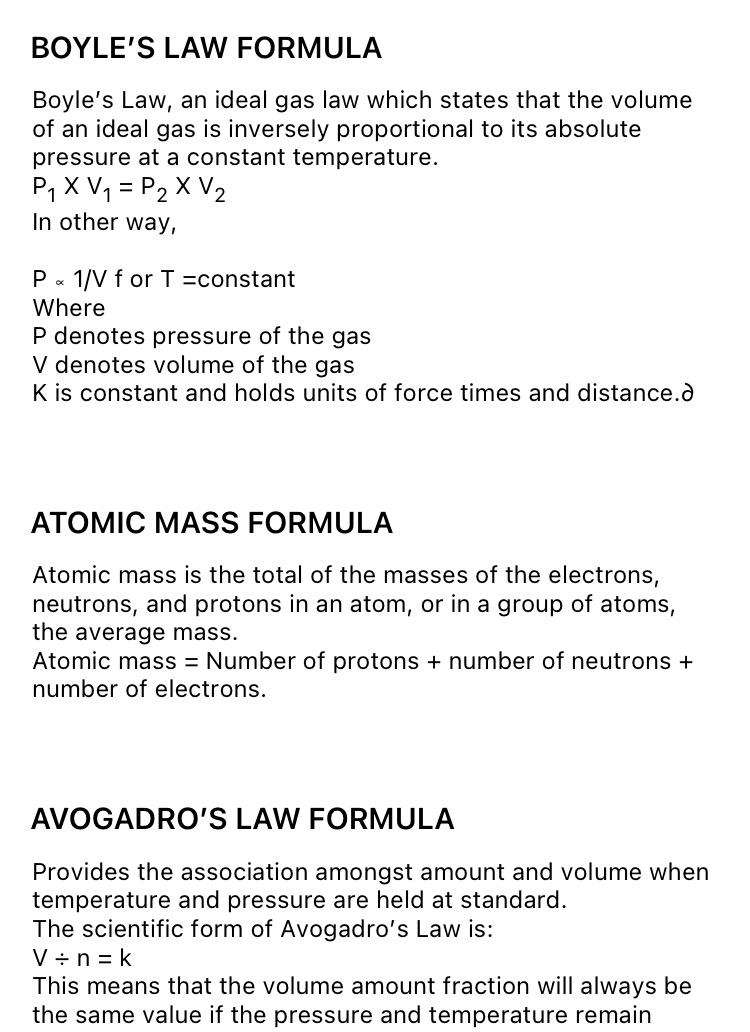 BOYLE’S LAW FORMULA
Boyle’s Law, an ideal gas law which states that the volume
of an ideal gas is inversely proportional to its absolute
pressure at a constant temperature.
P₁ X V₁ = P₂ X V₂
In other way,
P ∝ 1/V f or T =constant
Where
P denotes pressure of the gas
V denotes volume of the gas
K is constant and holds units of force times and distance.∂
ATOMIC MASS FORMULA
Atomic mass is the total of the masses of the electrons,
neutrons, and protons in an atom, or in a group of atoms,
the average mass.
Atomic mass = Number of protons + number of neutrons +
number of electrons.
AVOGADRO’S LAW FORMULA
Provides the association amongst amount and volume when
temperature and pressure are held at standard.
The scientific form of Avogadro’s Law is:
V ÷ n = k
This means that the volume amount fraction will always be
the same value if the pressure and temperature remain